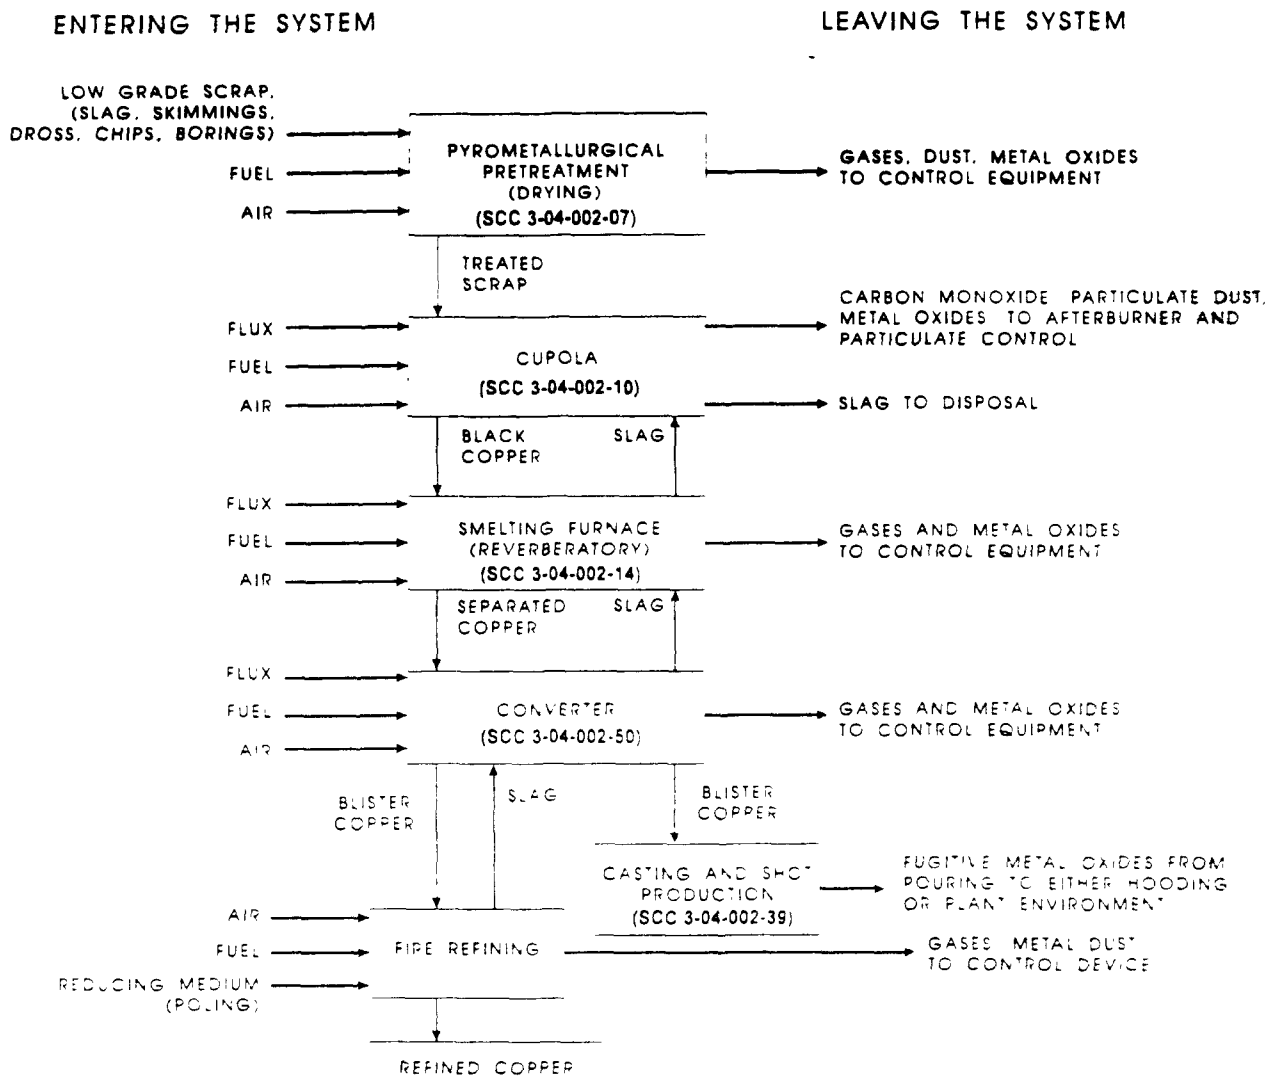 ENTERING THE SYSTEM
LEAVING THE SYSTEM
LOW GRADE SCRAP,
(SLAG, SKIMMINGS,
DROSS, CHIPS, BORINGS)
FUEL
AIR
PYROMETALLURGICAL
PRETREATMENT
(DRYING)
(SCC 3-04-002-07)
GASES, DUST, METAL OXIDES
TO CONTROL EQUIPMENT
TREATED
SCRAP
FLUX
FUEL
AIR
CUPOLA
(SCC 3-04-002-10)
CARBON MONOXIDE PARTICULATE DUST,
METAL OXIDES TO AFTERBURNER AND
PARTICULATE CONTROL
SLAG TO DISPOSAL
BLACK
COPPER
SLAG
FLUX
FUEL
AIR
SMELTING FURNACE
(REVERBERATORY)
(SCC 3-04-002-14)
GASES AND METAL OXIDES
TO CONTROL EQUIPMENT
SEPARATED
COPPER
SLAG
FLUX
FUEL
AIR
CONVERTER
(SCC 3-04-002-50)
GASES AND METAL OXIDES
TO CONTROL EQUIPMENT
BLISTER
COPPER
SLAG
BLISTER
COPPER
CASTING AND SHOT
PRODUCTION
(SCC 3-04-002-39)
FUGITIVE METAL OXIDES FROM
POURING TO EITHER HOODING
OR PLANT ENVIRONMENT
AIR
FUEL
REDUCING MEDIUM
(POLING)
FIRE REFINING
GASES METAL DUST
TO CONTROL DEVICE
REFINED COPPER